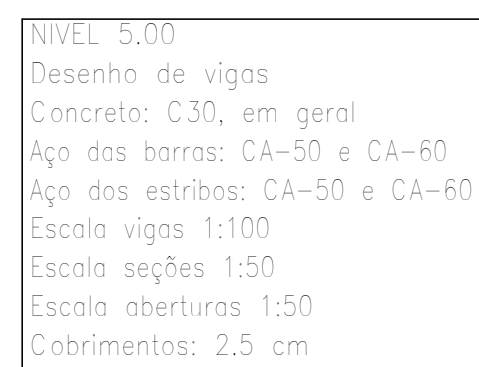 NIVEL 5.00
Desenho de vigas
Concreto: C30, em geral
Aço das barras: CA-50 e CA-60
Aço dos estribos: CA-50 e CA-60
Escala vigas 1:100
Escala seções 1:50
Escala aberturas 1:50
Cobrimentos: 2.5 cm